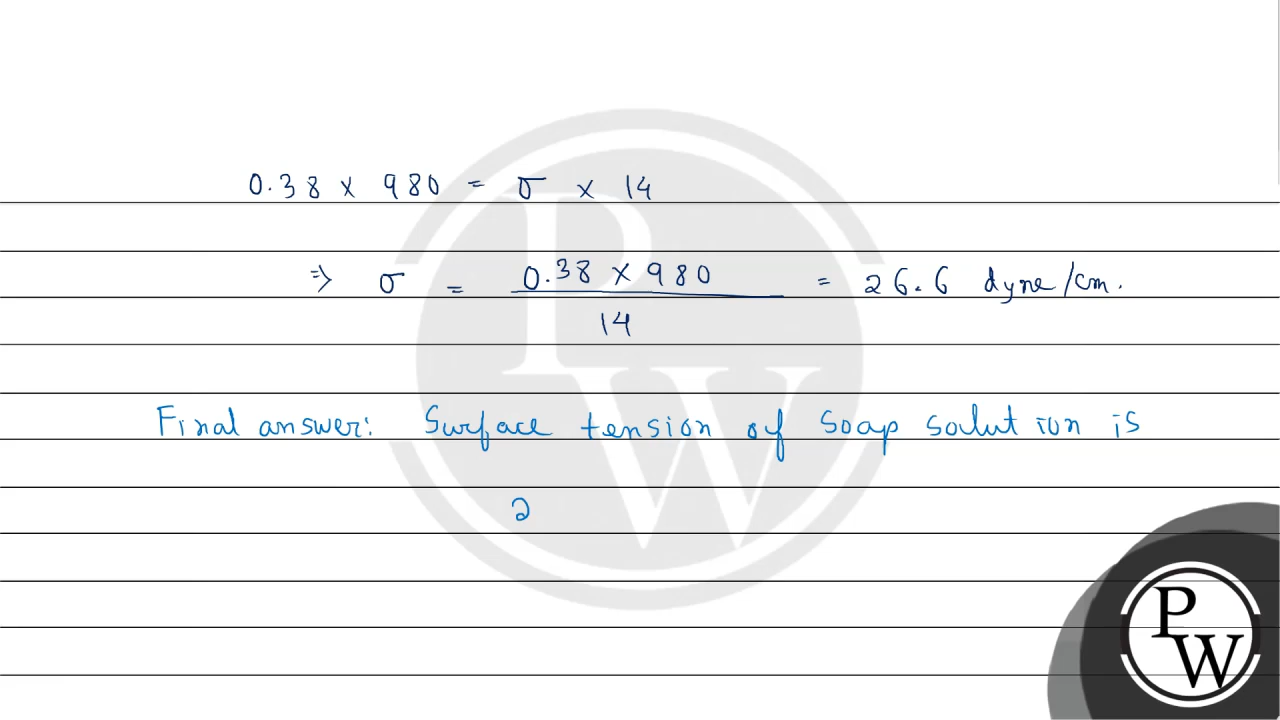 0.38 × 980 = σ × 14
⇒ σ = 0.38 × 980 / 14 = 26.6 dyne/cm.
Final answer: Surface tension of soap solution is
2
P
W
P
W